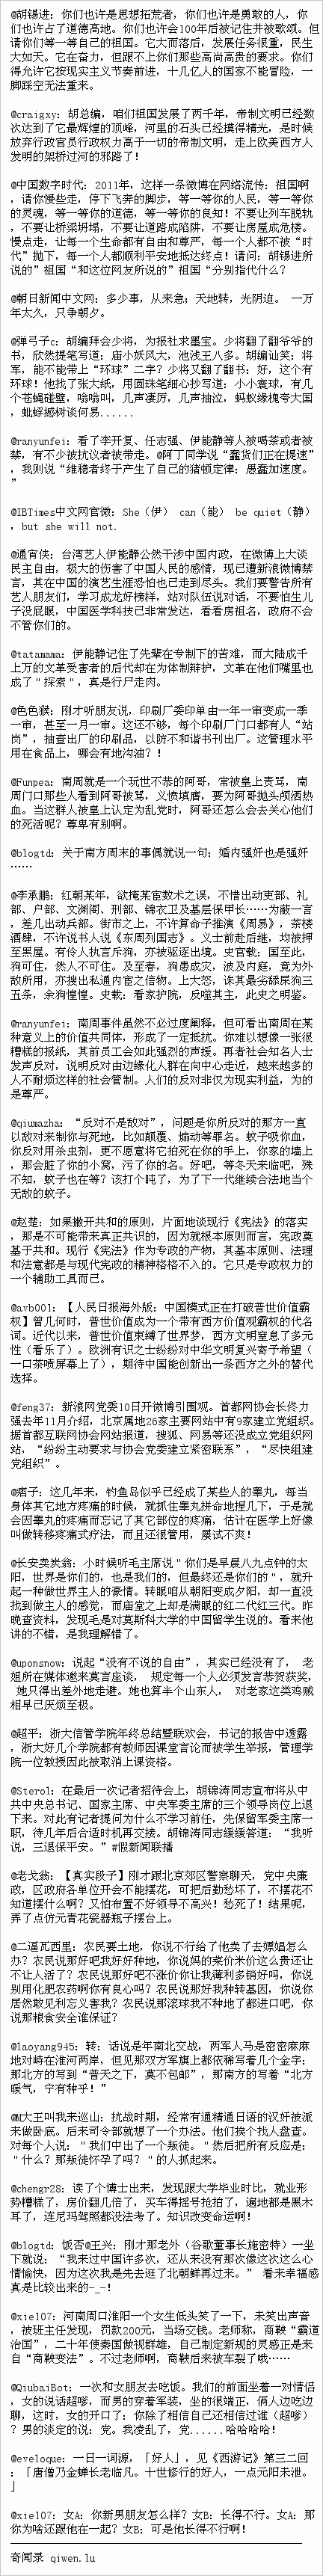 @胡锡进：你们也许是思想拓荒者，你们也许是勇敢的人，你
们也许占了道德高地。你们也许会100年后被记住并被歌颂。但
请你们等一等自己的祖国。它大而落后，发展任务很重，民生
大如天。它在奋力，但跟不上你们那些高尚高贵的要求。你们
得允许它按现实主义节奏前进，十几亿人的国家不能冒险，一
脚踩空无法重来。
@craigxy：胡总编，咱们祖国发展了两千年，帝制文明已经数
次达到了它最辉煌的顶峰，河里的石头已经摸得精光，是时候
放弃行政官员行政权力高于一切的帝制文明，走上欧美西方人
发明的架桥过河的邪路了！
@中国数字时代：2011年，这样一条微博在网络流传：祖国啊
，请你慢些走，停下飞奔的脚步，等一等你的人民，等一等你
的灵魂，等一等你的道德，等一等你的良知！不要让列车脱轨
，不要让桥梁坍塌，不要让道路成陷阱，不要让房屋成危楼。
慢点走，让每一个生命都有自由和尊严，每一个人都不被“时
代”抛下，每一个人都顺利平安地抵达终点！请问：胡锡进所
说的”祖国“和这位网友所说的”祖国“分别指代什么？
@朝日新闻中文网：多少事，从来急；天地转，光阴迫。 一万
年太久，只争朝夕。
@弹弓子c：胡编拜会少将，为报社求墨宝。少将翻了翻爷爷的
书，欣然提笔写道：庙小妖风大，池浅王八多。胡编讪笑：将
军，能不能带上“环球”二字？少将又翻了翻书：好，这个有
环球！他找了张大纸，用圆珠笔细心抄写道：小小寰球，有几
个苍蝇碰壁，嗡嗡叫，几声凄厉，几声抽泣，蚂蚁缘槐夸大国
，蚍蜉撼树谈何易......
@ranyunfei：看了李开复、任志强、伊能静等人被喝茶或者被
禁，有不少被抗议者被带走。@阿丁同学说“蠢货们正在提速”
，我则说“维稳者终于产生了自己的猪顿定律：愚蠢加速度。
”
@IBTimes中文网官微：She（伊） can（能） be quiet（静）
, but she will not.
@通宵侠：台湾艺人伊能静公然干涉中国内政，在微博上大谈
民主自由，极大的伤害了中国人民的感情，现已遭新浪微博禁
言，其在中国的演艺生涯恐怕也已走到尽头。我们要警告所有
艺人朋友们，学习成龙好榜样，站对队伍说对话，不要怕生儿
子没屁眼，中国医学科技已非常发达，看看房祖名，政府不会
不管你们的。
@tatamama：伊能静记住了先辈在专制下的苦难，而大陆成千
上万的文革受害者的后代却在为体制辩护，文革在他们嘴里也
成了＂探索＂，真是行尸走肉。
@色色猴：刚才听朋友说，印刷厂委印单由一年一审变成一季
一审，甚至一月一审。这还不够，每个印刷厂门口都有人“站
岗”，抽查出厂的印刷品，以防不和谐书刊出厂。这管理水平
用在食品上，哪会有地沟油？！
@Funpea：南周就是一个玩世不恭的阿哥，常被皇上责骂，南
周门口那些人看到阿哥被骂，义愤填膺，要为阿哥抛头颅洒热
血。当这群人被皇上认定为乱党时，阿哥还怎么会去关心他们
的死活呢？尊卑有别啊。
@blogtd：关于南方周末的事偶就说一句：婚内强奸也是强奸
……
@李承鹏：红朝某年，欲掩某宦数术之误，不惜出动吏部、礼
部、户部、文渊阁、刑部、锦衣卫及基层保甲长……为蔽一言
，差几出动兵部。街市之上，不许算命子推演《周易》，茶楼
酒肆，不许说书人说《东周列国志》。义士前赴后继，均被押
至黑屋。有伶人执言斥狗，亦被驱逐出境。史官载：国至此，
狗可住，然人不可住。及至春，狗患成灾，波及内庭，竟为外
敌所用，亦搜出私通内宦之信物。上大怒，诛其最劣舔屎狗三
五条，余狗惶惶。史载：看家护院，反噬其主，此史之明鉴。
@ranyunfei：南周事件虽然不必过度阐释，但可看出南周在某
种意义上的价值共同体，形成了一定抵抗。你难以想像一张很
糟糕的报纸，其前员工会如此强烈的声援。再者社会知名人士
发声反对，说明反对由边缘化人群在向中心走近，越来越多的
人不耐烦这样的社会管制。人们的反对非仅为现实利益，为的
是尊严。
@qiumazha：“反对不是敌对”，问题是你所反对的那方一直
以敌对来制你与死地，比如颠覆、煽动等罪名。蚊子吸你血，
你反对用杀虫剂，更不愿意将它拍死在你的手上，你家的墙上
，那会脏了你的小窝，污了你的名。好吧，等冬天来临吧，殊
不知，蚊子也在等？该打个盹了，为了下一代继续合法地当个
无敌的蚊子。
@赵楚：如果撇开共和的原则，片面地谈现行《宪法》的落实
，那是不可能带来真正共识的，因为就根本原则而言，宪政奠
基于共和。现行《宪法》作为专政的产物，其基本原则、法理
和法意都是与现代宪政的精神格格不入的。它只是专政权力的
一个辅助工具而已。
@avb001：【人民日报海外版：中国模式正在打破普世价值霸
权】曾几何时，普世价值成为一个带有西方价值观霸权的代名
词。近代以来，普世价值束缚了世界梦，西方文明窒息了多元性
（看乐了）。欧洲有识之士纷纷对中华文明复兴寄予希望（
一口茶喷屏幕上了），期待中国能创新出一条西方之外的替代
选择。
@feng37：新浪网党委10日开微博引围观。首都网协会长佟力
强去年11月介绍，北京属地26家主要网站中有9家建立党组织。
据首都互联网协会网站报道，搜狐、网易等还没成立党组织网
站，“纷纷主动要求与协会党委建立紧密联系”，“尽快组建
党组织”。
@痞子：这几年来，钓鱼岛似乎已经成了某些人的睾丸，每当
身体其它地方疼痛的时候，就抓住睾丸拼命地捏几下，于是就
会因睾丸的疼痛而忘记了其它部位的疼痛，估计在医学上好像
叫做转移疼痛式疗法，而且还很管用，屡试不爽！
@长安卖炭翁：小时候听毛主席说＂你们是早晨八九点钟的太
阳，世界是你们的，也是我们的，但最终还是你们的＂，就升
起一种做世界主人的豪情。转眼咱从朝阳变成夕阳，却一直没
找到做主人的感觉，而庙堂之上却是满眼的红二代红三代。昨
晚查资料，发现毛是对莫斯科大学的中国留学生说的。看来他
讲的不错，是我理解错了。
@uponsnow：说起“没有不说的自由”，其实已经没有了， 老
姐所在媒体邀来莫言座谈， 规定每一个人必须发言恭贺获奖，
 她只得出差外地走避。她也算半个山东人， 对老家这类鸡贼
相早已厌烦至极。
@超平：浙大信管学院年终总结暨联欢会，书记的报告中透露
，浙大好几个学院都有教师因课堂言论而被学生举报，管理学
院一位教授因此被取消上课资格。
@Sterol：在最后一次记者招待会上，胡锦涛同志宣布将从中
共中央总书记、国家主席、中央军委主席的三个领导岗位上退
下来。对此有记者提问为什么不学习前任，先保留军委主席一
职，待几年后合适时机再交接。胡锦涛同志缓缓答道：“我听
说，三退保平安。”#假新闻联播
@老戈翁：【真实段子】刚才跟北京郊区警察聊天，党中央廉
政，区政府各单位开会不能摆花，可把后勤愁坏了，不摆花不
知道摆什么啊？又怕布置不好领导不高兴！愁死了！结果呢，
弄了点仿元青花瓷器瓶子摆台上。
@二逼瓦西里：农民要土地，你说不行给了他卖了去嫖娼怎么
办？农民说那好吧我好好种地，你说妈的菜价米价这么贵还让
不让人活了？农民说那好吧不涨价你让我薄利多销好吗，你说
别用化肥农药啊你有良心吗？农民说那好我种转基因，你说你
居然敢见利忘义害我？农民说那滚球我不种地了都进口吧，你
说那粮食安全谁保证？
@laoyang945：转：话说是年南北交战，两军人马是密密麻麻
地对峙在淮河两岸，但见那双方军旗上都依稀写着几个金字：
那北方的写到“普天之下，莫不包邮”，那南方的写着“北方
暖气，宁有种乎！”
@M大王叫我来巡山：抗战时期，经常有通精通日语的汉奸被派
来做卧底。后来司令部就想了一个办法。他们挨个找人盘查。
对每个人说：＂我们中出了一个叛徒。＂然后把所有反应是：
＂什么？那叛徒怀孕了吗？＂的人抓起来。
@chengr28：读了个博士出来，发现跟大学毕业时比，就业形
势糟糕了，房价翻几倍了，买车得摇号抢拍了，遍地都是黑木
耳了，连尼玛驾照都没法考了。知识改变命运啊！
@blogtd：饭否@王兴：刚才那老外（谷歌董事长施密特）一坐
下就说：“我来过中国许多次，还从来没有那次像这次这么心
情愉快，因为这次我是先去逛了北朝鲜再过来。” 看来幸福感
真是比较出来的-_-!
@xiel07：河南周口淮阳一个女生低头笑了一下，未笑出声音
，被班主任发现，罚款200元，当场交钱。老师称，商鞅“霸道
治国”，二十年使秦国傲视群雄，自己制定新规的灵感正是来
自“商鞅变法”。不过老师啊，商鞅后来被车裂了哦……
@QiubaiBot：一次和女朋友去吃饭。我们的前面坐着一对情侣
，女的说话超嗲，而男的穿着军装，坐的很端正，俩人边吃边
聊，这时，女的开口了：你除了相信自己还相信过谁（超嗲）
？男的淡定的说：党。我凌乱了，党......哈哈哈哈！
@eveloque：一日一词源，「好人」，见《西游记》第三二回
：「唐僧乃金蝉长老临凡。十世修行的好人，一点元阳未泄。
」
@xiel07：女A：你新男朋友怎么样？女B：长得不行。女A：那
你为啥还跟他在一起？女B：可是他长得不行啊！
奇闻录 qiwen.lu